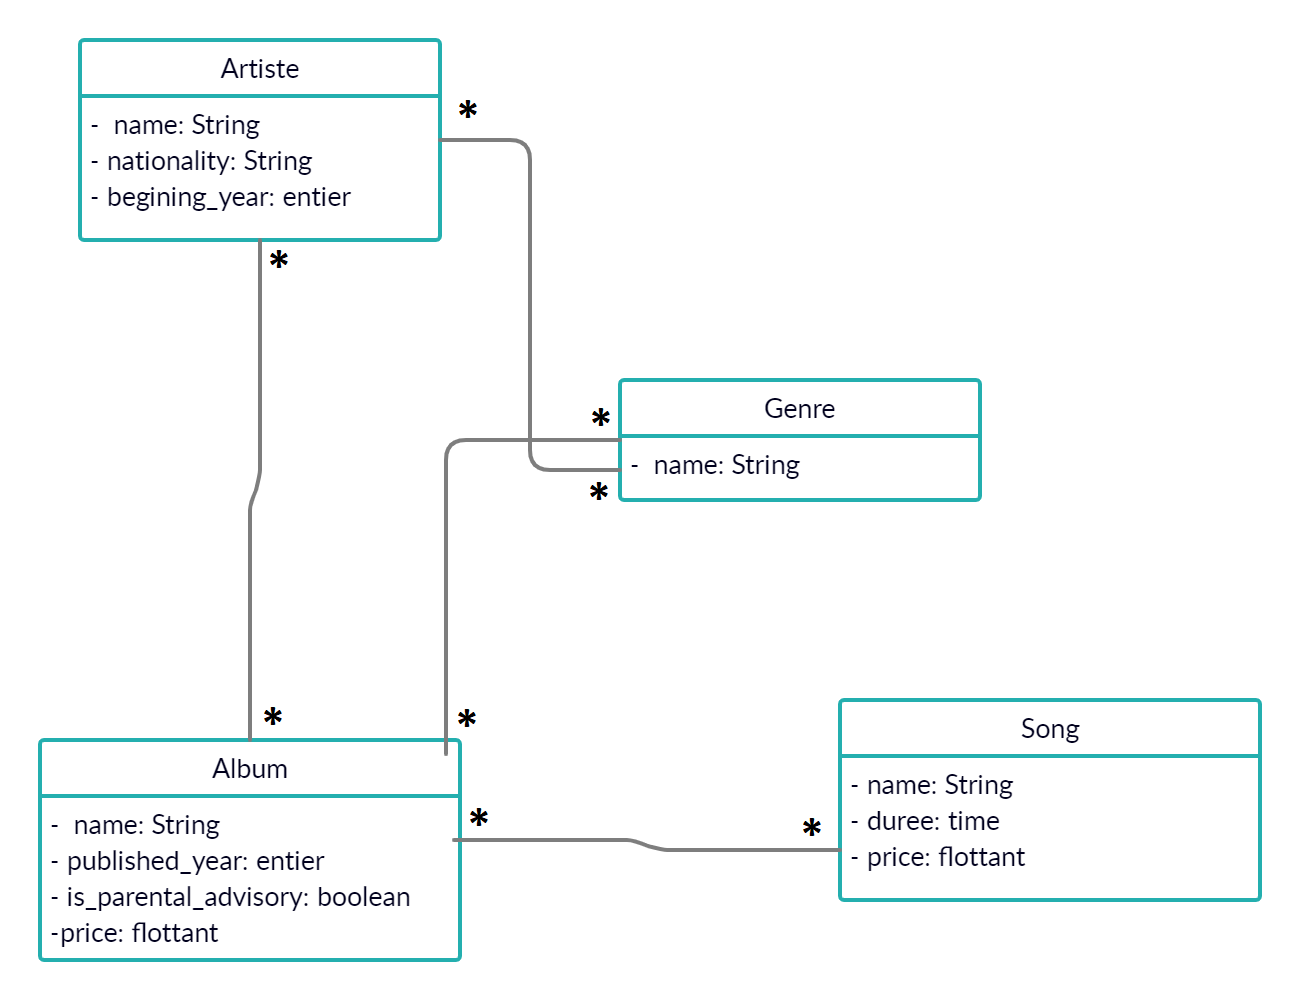 Artiste
-  name: String
- nationality: String
- begining_year: entier
*
*
Genre
-  name: String
*
*
*
*
Album
-  name: String
- published_year: entier
- is_parental_advisory: boolean
-price: flottant
*
*
Song
- name: String
- duree: time
- price: flottant